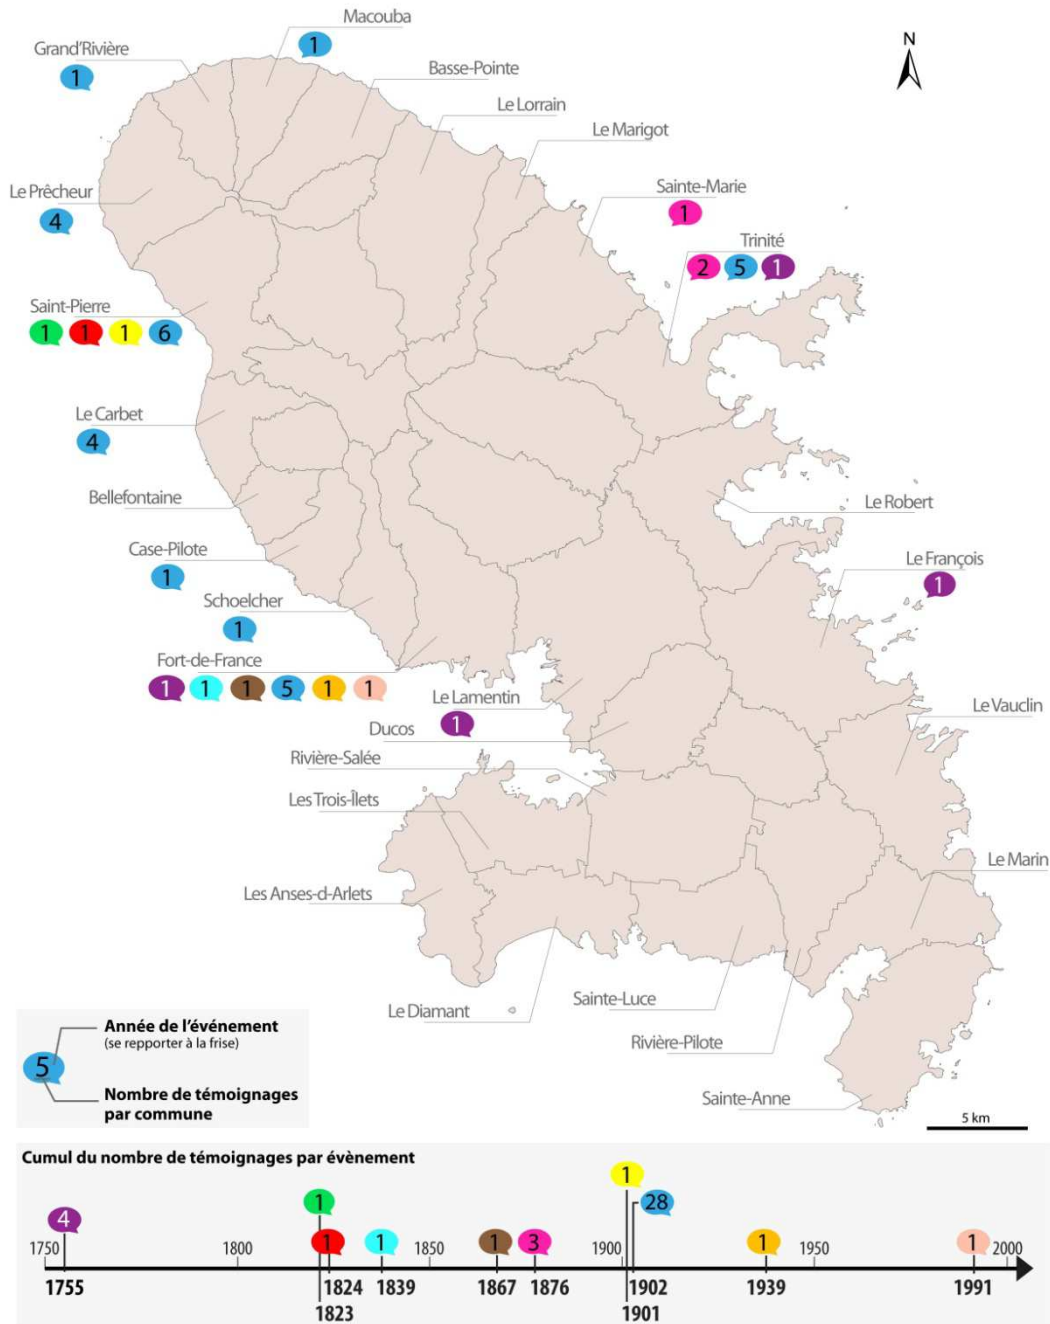 Macouba
1
Grand'Rivière
1
Basse-Pointe
Le Lorrain
Le Marigot
N
Le Prêcheur
4
Sainte-Marie
1
Trinité
2 5 1
Saint-Pierre
1 1 1 6
Le Carbet
4
Bellefontaine
Le Robert
Case-Pilote
1
Le François
1
Schoelcher
1
Fort-de-France
1 1 1 5 1 1
Le Lamentin
1
Ducos
Le Vauclin
Rivière-Salée
Les Trois-Îlets
Le Marin
Les Anses-d-Arlets
Le Diamant
Sainte-Luce
Rivière-Pilote
Sainte-Anne
5 km
5
Année de l'événement
(se repporter à la frise)
Nombre de témoignages
par commune
Cumul du nombre de témoignages par évènement
4 1 1 1 1 3 1 28 1 1
1750 1800 1850 1900 1950 2000
1755 1824 1839 1867 1876 1902 1939 1991
1823 1901